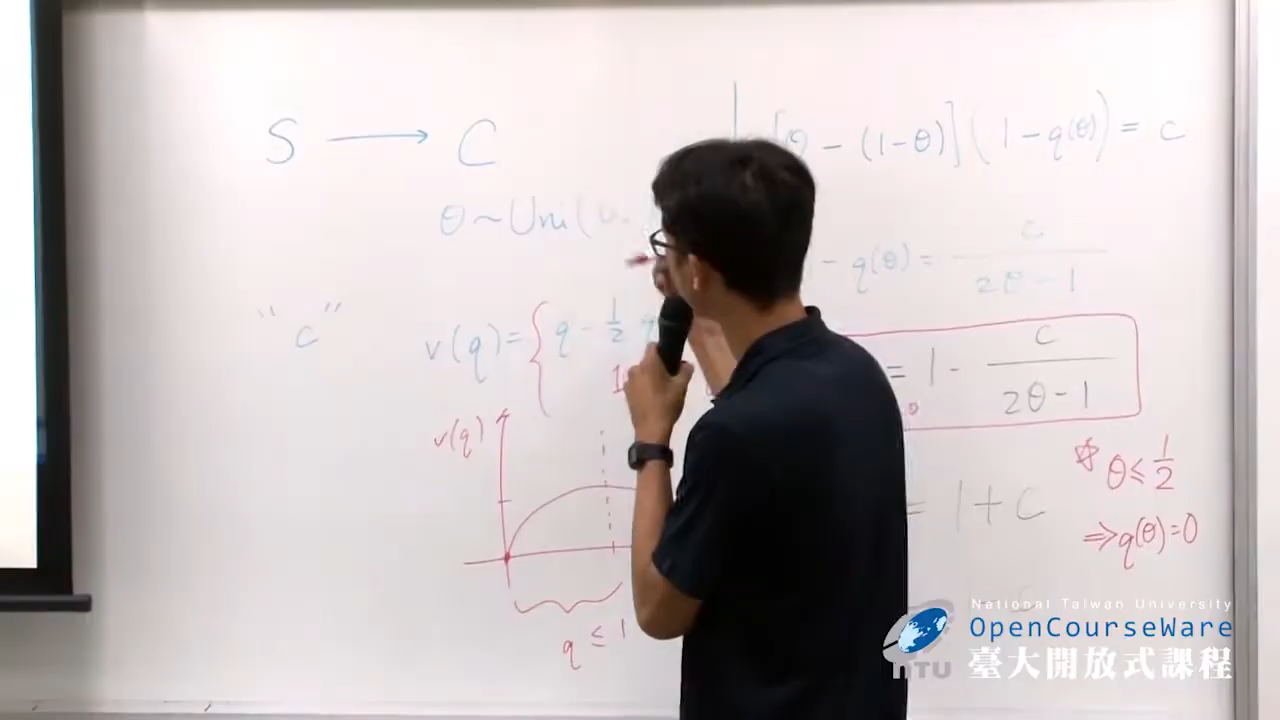 S → C
θ ~ Uni(
"c"
v(q) = { q - 1/2 q
1
v(q)
q ≤ 1
- (1-θ)] (1 - q(θ)) = c
- q(θ) = c / (2θ - 1)
= 1 - c / (2θ - 1)
* θ ≤ 1/2
⇒ q(θ) = 0
= 1 + c
National Taiwan University
OpenCourseWare
臺大開放式課程
NTU